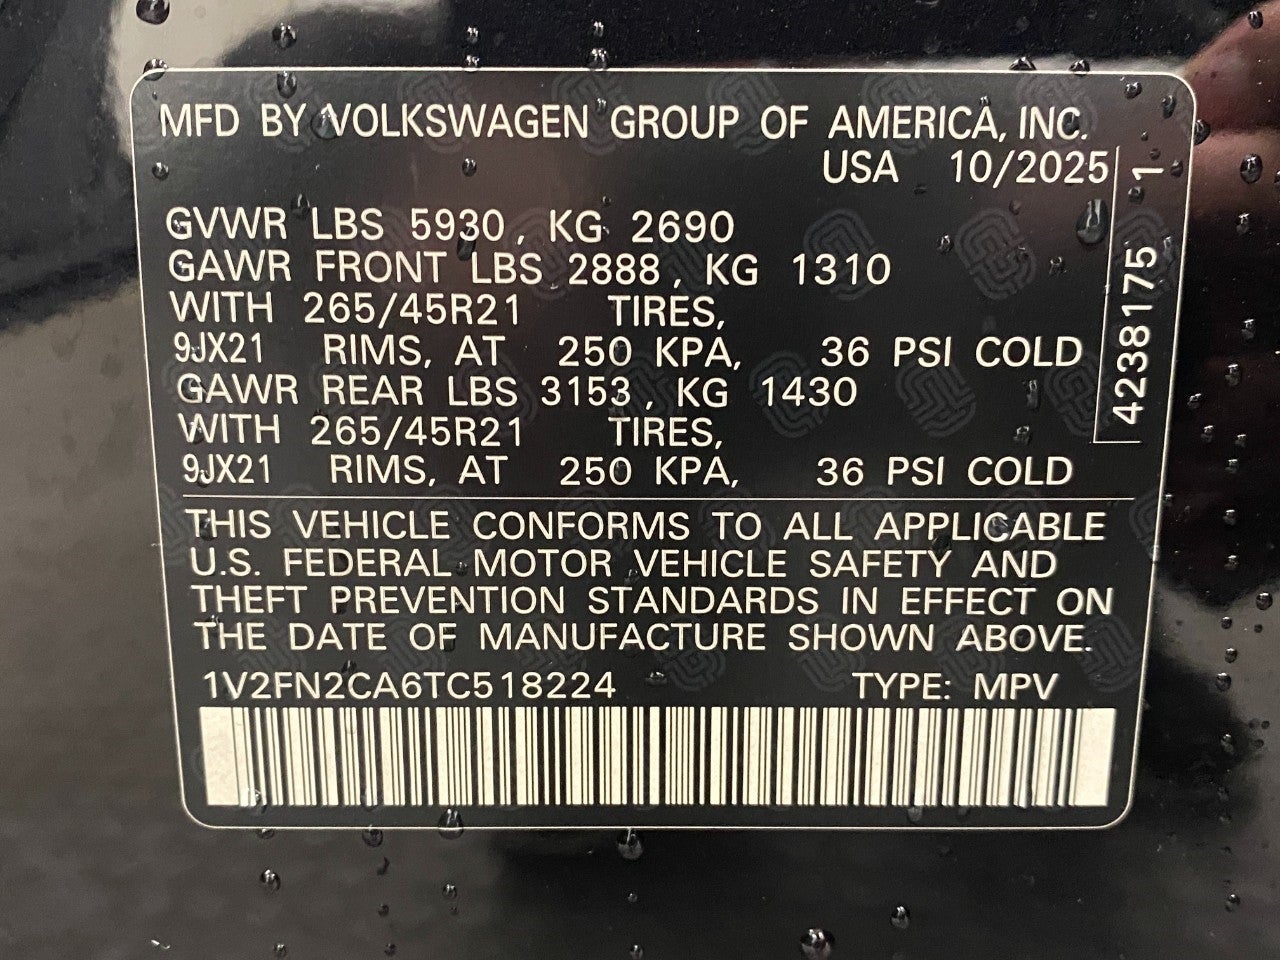 MFD BY VOLKSWAGEN GROUP OF AMERICA, INC.
USA 10/2025
GVWR LBS 5930, KG 2690
GAWR FRONT LBS 2888, KG 1310
WITH 265/45R21 TIRES,
9JX21 RIMS, AT 250 KPA, 36 PSI COLD
GAWR REAR LBS 3153, KG 1430
WITH 265/45R21 TIRES,
9JX21 RIMS, AT 250 KPA, 36 PSI COLD
4238175 1
THIS VEHICLE CONFORMS TO ALL APPLICABLE
U.S. FEDERAL MOTOR VEHICLE SAFETY AND
THEFT PREVENTION STANDARDS IN EFFECT ON
THE DATE OF MANUFACTURE SHOWN ABOVE.
1V2FN2CA6TC518224 TYPE: MPV